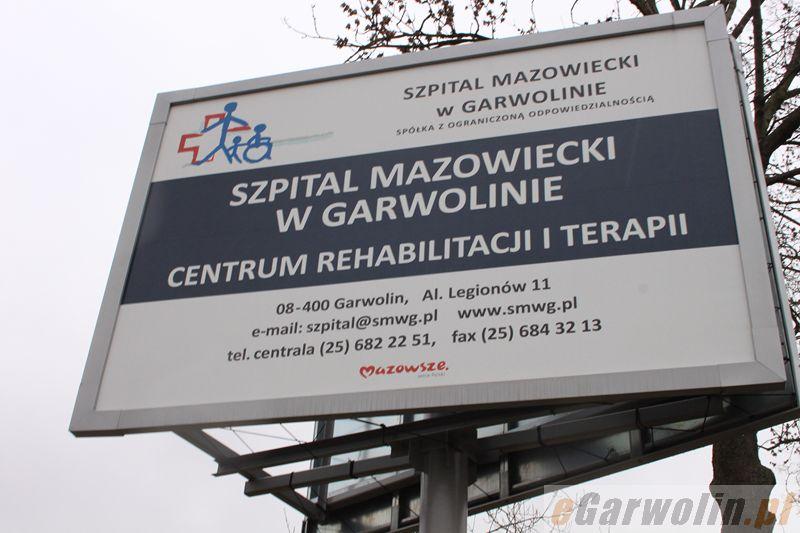 SZPITAL MAZOWIECKI
W GARWOLINIE
SPÓŁKA Z OGRANICZONĄ ODPOWIEDZIALNOŚCIĄ
SZPITAL MAZOWIECKI
W GARWOLINIE
CENTRUM REHABILITACJI I TERAPII
08-400 Garwolin, Al. Legionów 11
e-mail: szpital@smwg.pl www.smwg.pl
tel. centrala (25) 682 22 51, fax (25) 684 32 13
Mazowsze.
serce Polski
eGarwolin.pl